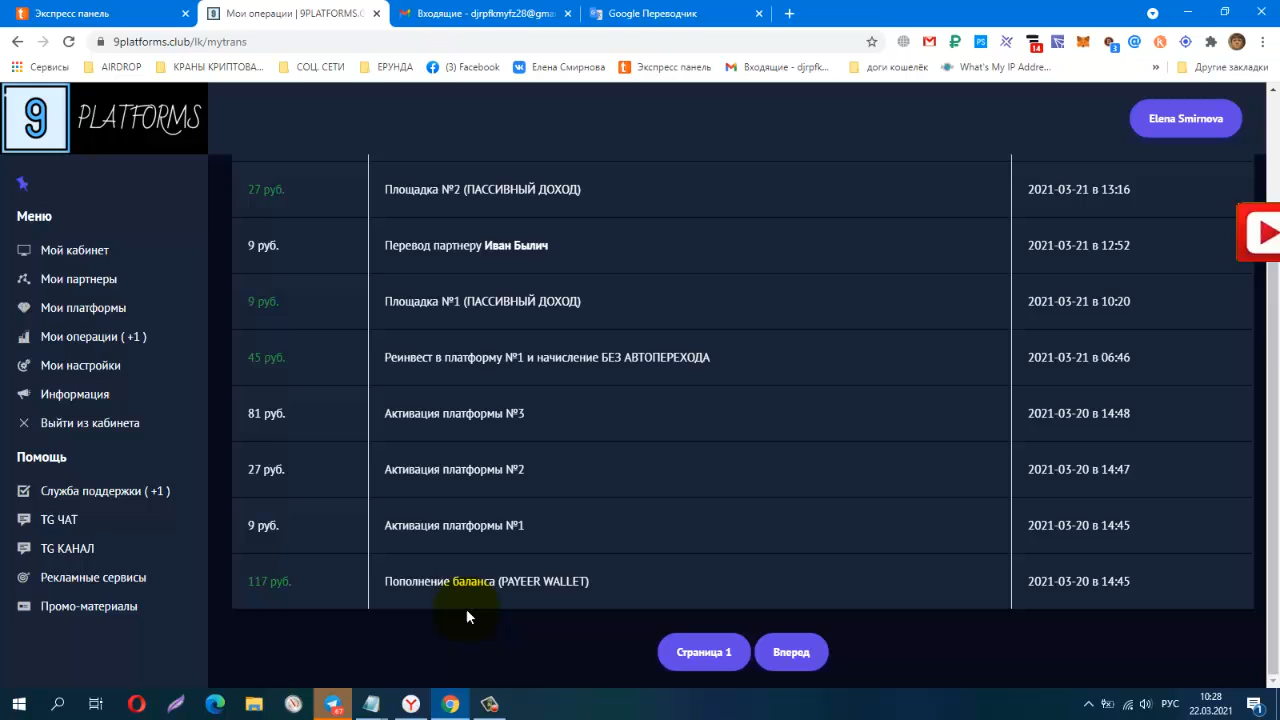 Экспресс панель
Мои операции | 9PLATFORMS.C
Входящие - djrpfkmyfz28@gma
Google Переводчик
9platforms.club/lk/mytrans
14
3
Сервисы
AIRDROP
КРАНЫ КРИПТОВА...
СОЦ. СЕТИ
ЕРУНДА
(3) Facebook
Елена Смирнова
Экспресс панель
Входящие - djrpfk...
доги кошелёк
What's My IP Addre...
»
Другие закладки
9 PLATFORMS
Elena Smirnova
Меню
Мой кабинет
Мои партнеры
Мои платформы
Мои операции ( +1 )
Мои настройки
Информация
Выйти из кабинета
Помощь
Служба поддержки ( +1 )
TG ЧАТ
TG КАНАЛ
Рекламные сервисы
Промо-материалы
27 руб. Площадка №2 (ПАССИВНЫЙ ДОХОД) 2021-03-21 в 13:16
9 руб. Перевод партнеру Иван Былич 2021-03-21 в 12:52
9 руб. Площадка №1 (ПАССИВНЫЙ ДОХОД) 2021-03-21 в 10:20
45 руб. Реинвест в платформу №1 и начисление БЕЗ АВТОПЕРЕХОДА 2021-03-21 в 06:46
81 руб. Активация платформы №3 2021-03-20 в 14:48
27 руб. Активация платформы №2 2021-03-20 в 14:47
9 руб. Активация платформы №1 2021-03-20 в 14:45
117 руб. Пополнение баланса (PAYEER WALLET) 2021-03-20 в 14:45
Страница 1
Вперед
67
РУС
10:28
22.03.2021
1